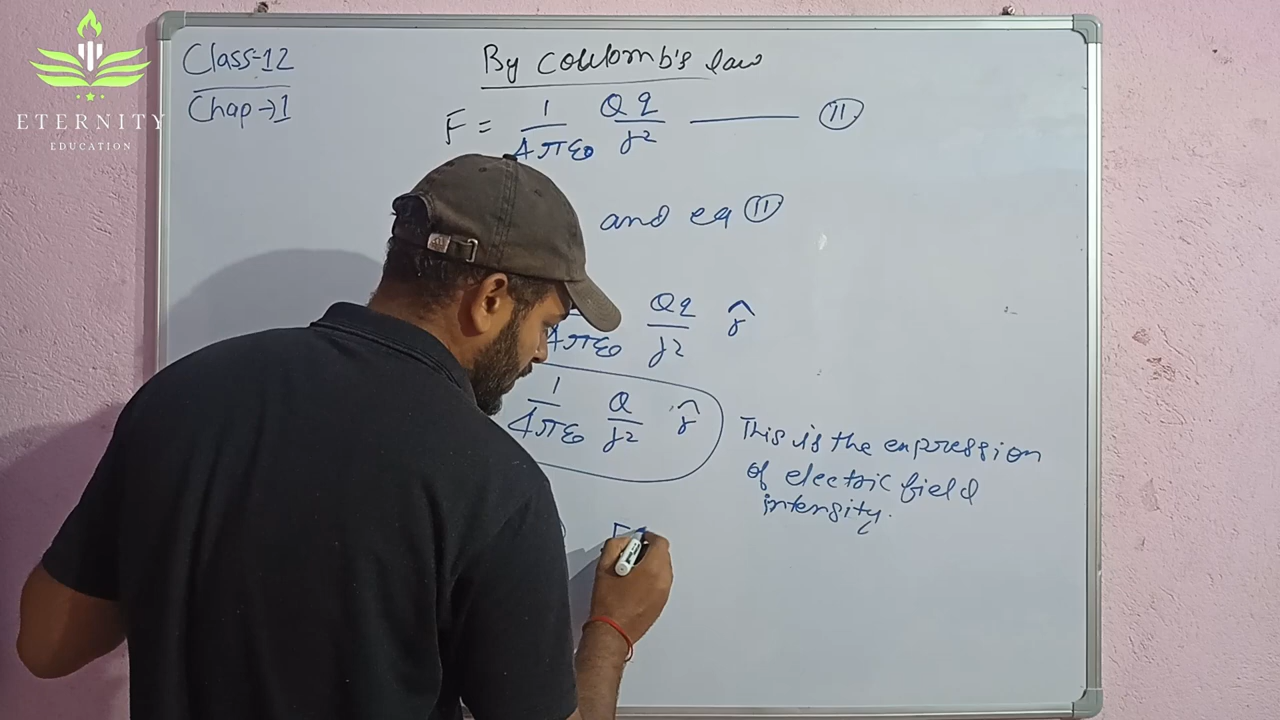 ETERNITY
EDUCATION
Class-12
Chap→1
By Coulomb's law
F = 1/4πε0 Qq/r² ——— (11)
and eq (11)
4πε0 Qq/r² r̂
1/4πε0 Q/r² r̂
This is the expression
of electric field
intensity.